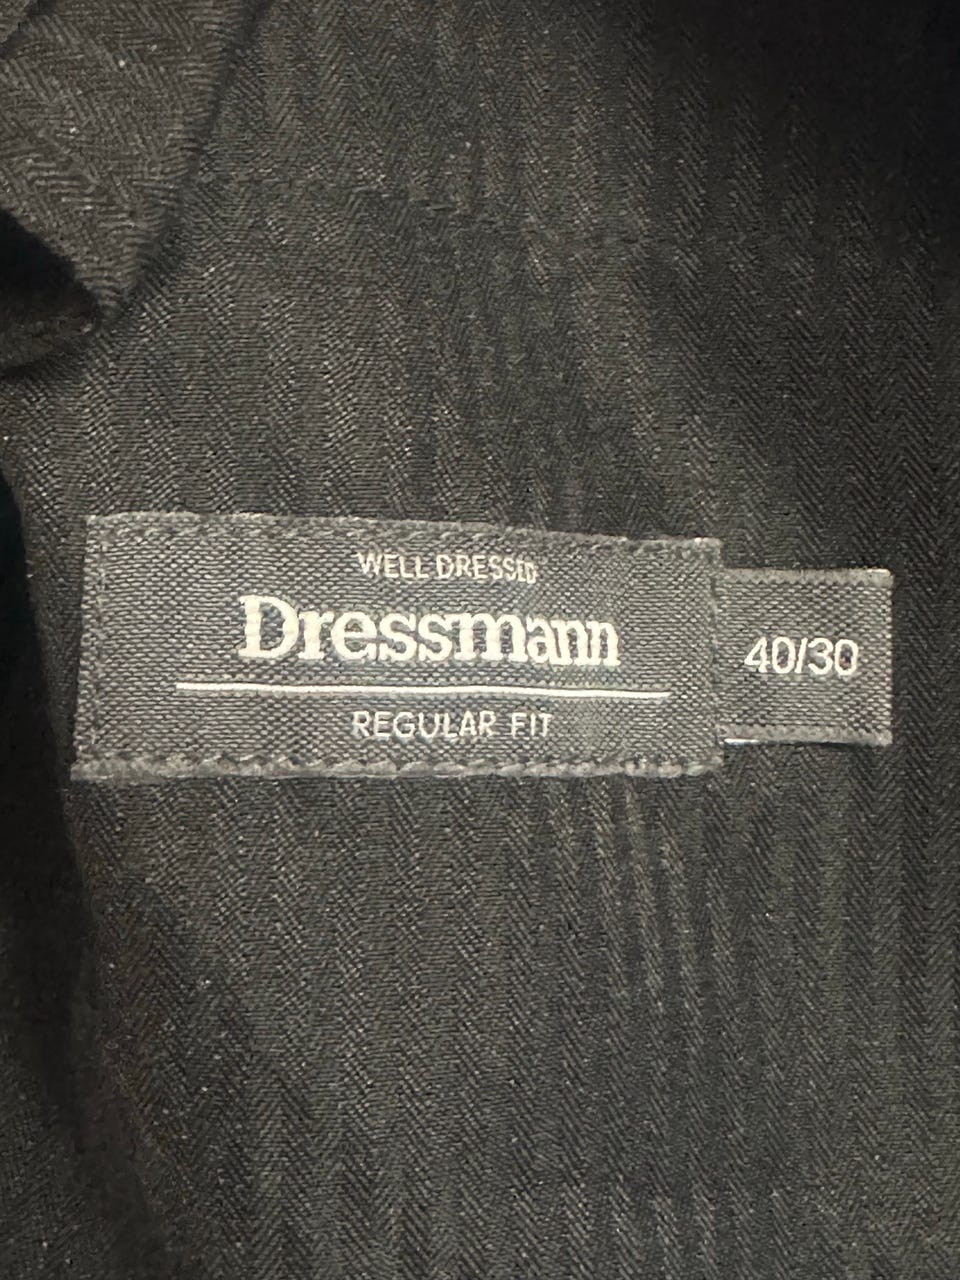 WELL DRESSED
Dressmann
REGULAR FIT
40/30